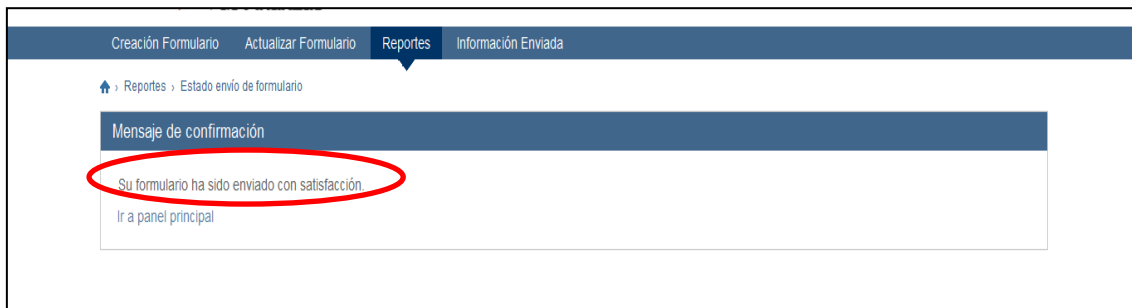 Creación Formulario Actualizar Formulario Reportes Información Enviada
› Reportes › Estado envío de formulario
Mensaje de confirmación
Su formulario ha sido enviado con satisfacción.
Ir a panel principal